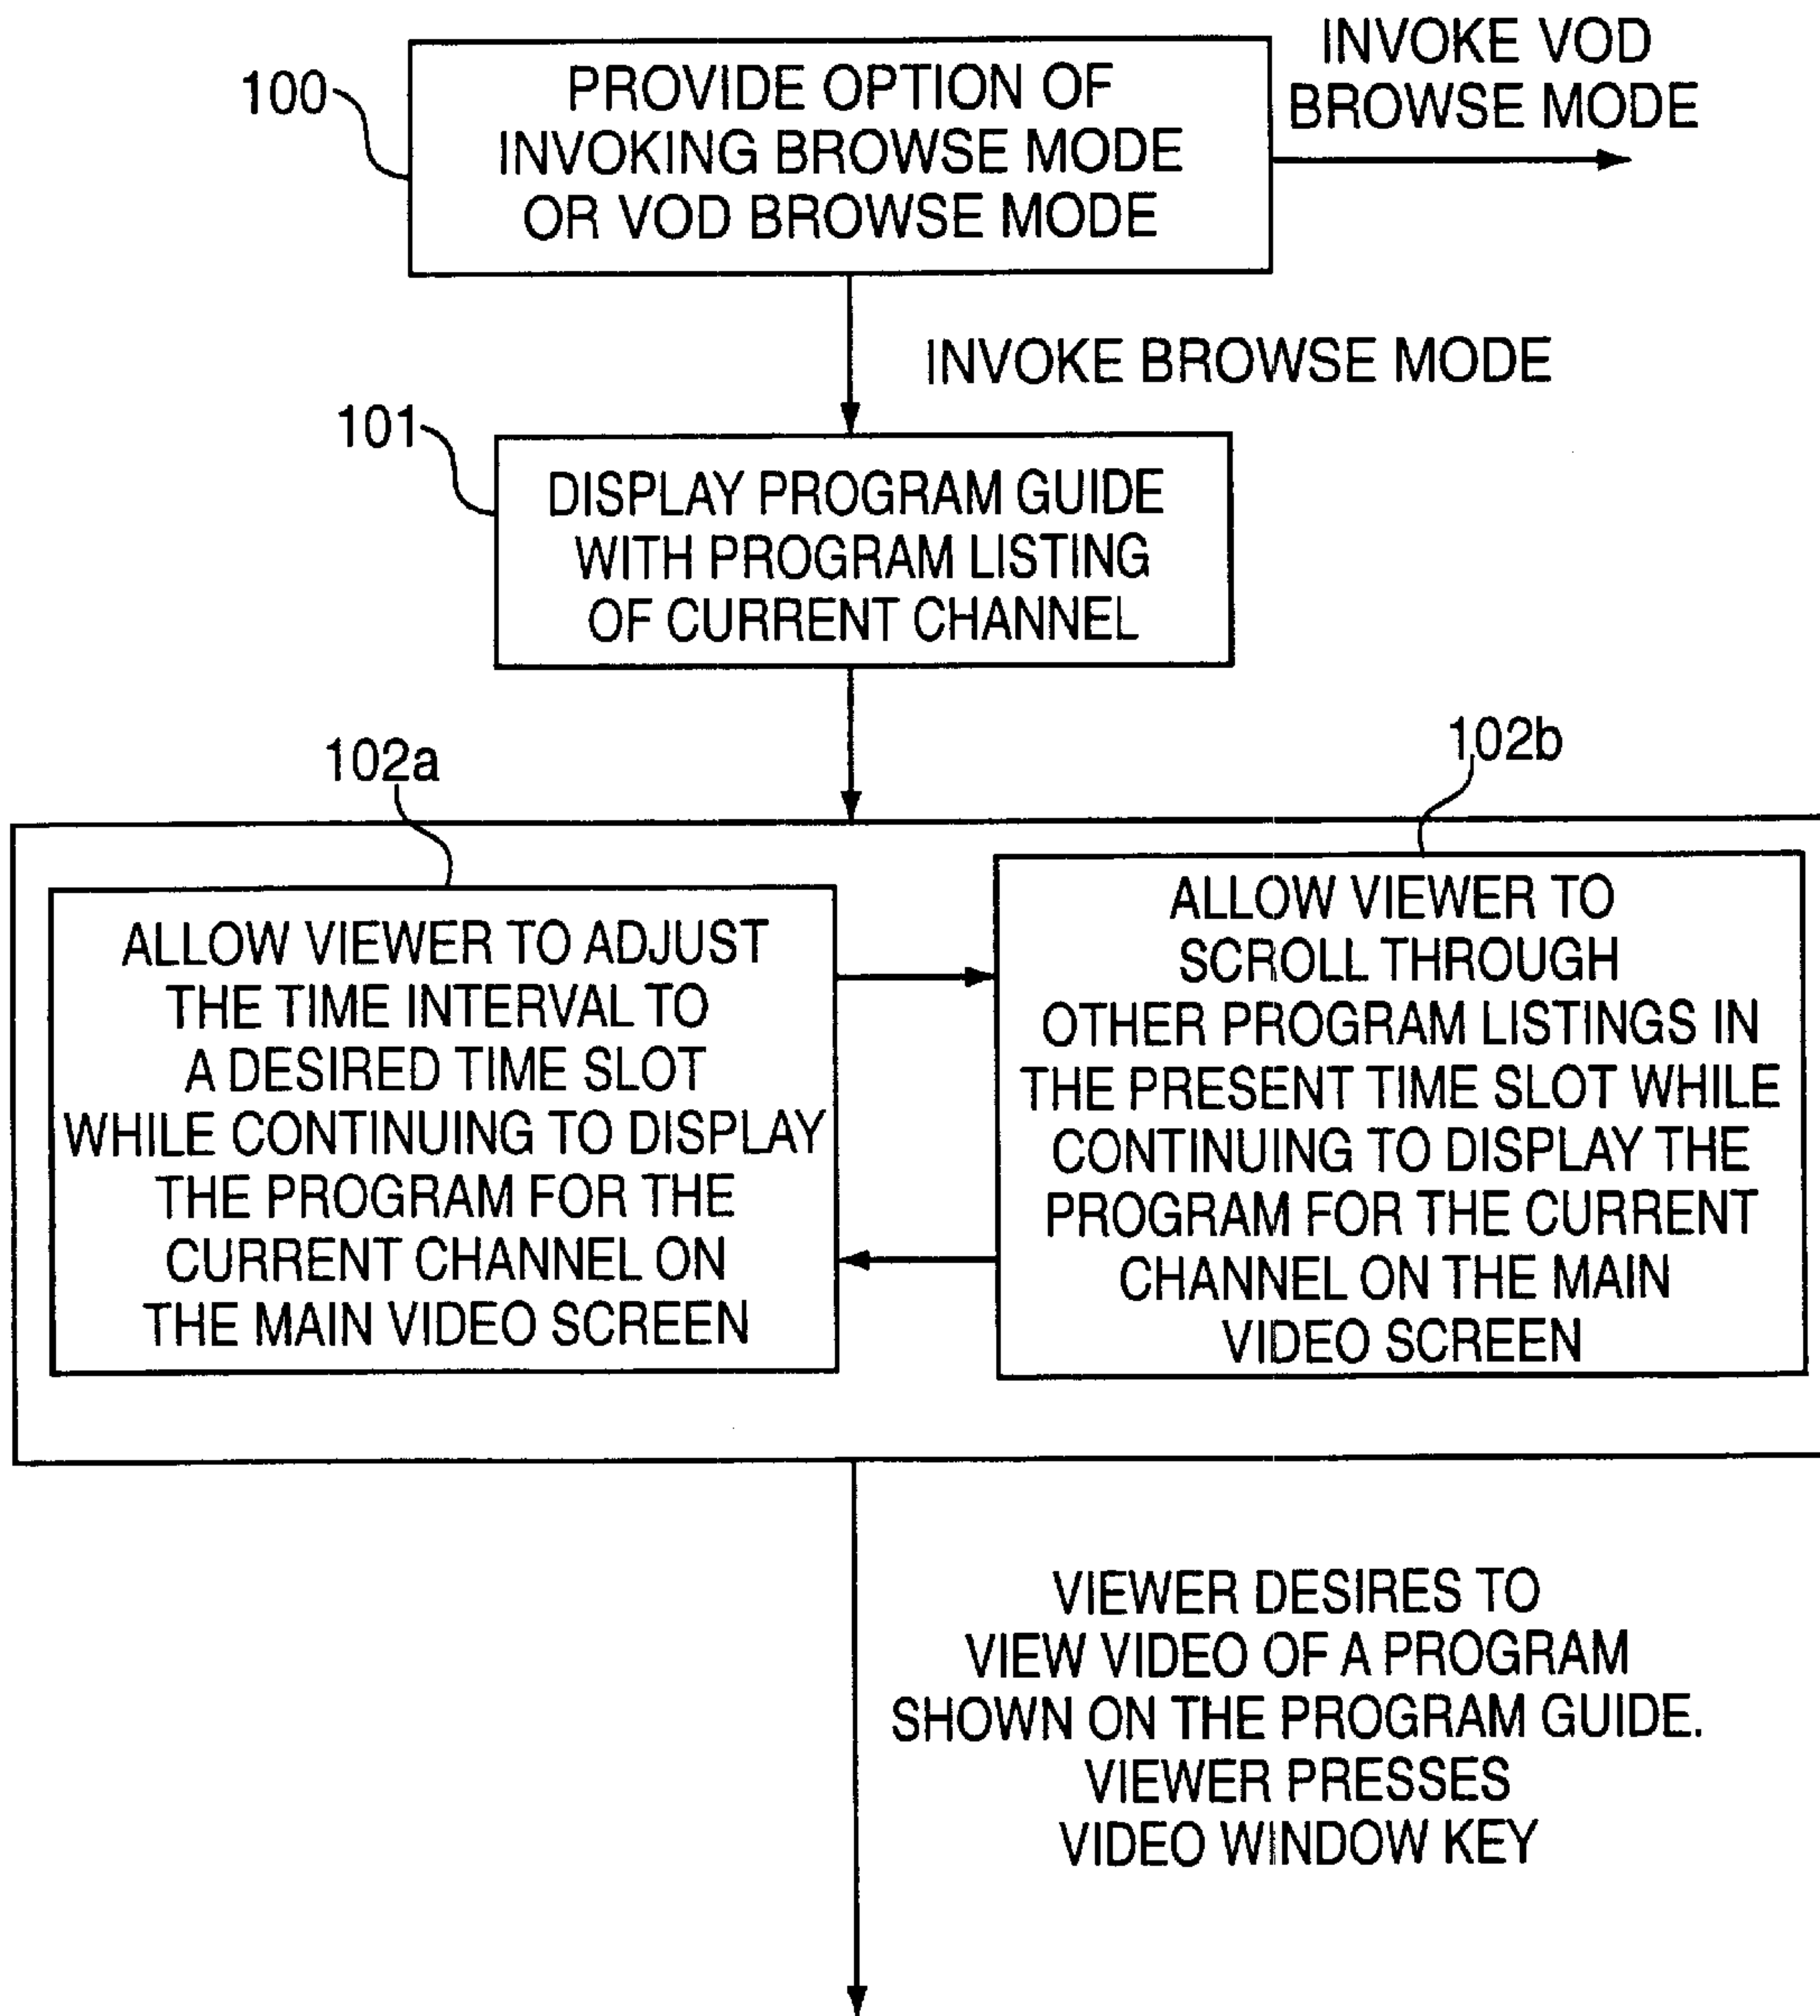 100
PROVIDE OPTION OF
INVOKING BROWSE MODE
OR VOD BROWSE MODE
INVOKE VOD
BROWSE MODE
INVOKE BROWSE MODE
101
DISPLAY PROGRAM GUIDE
WITH PROGRAM LISTING
OF CURRENT CHANNEL
102a
ALLOW VIEWER TO ADJUST
THE TIME INTERVAL TO
A DESIRED TIME SLOT
WHILE CONTINUING TO DISPLAY
THE PROGRAM FOR THE
CURRENT CHANNEL ON
THE MAIN VIDEO SCREEN
102b
ALLOW VIEWER TO
SCROLL THROUGH
OTHER PROGRAM LISTINGS IN
THE PRESENT TIME SLOT WHILE
CONTINUING TO DISPLAY THE
PROGRAM FOR THE CURRENT
CHANNEL ON THE MAIN
VIDEO SCREEN
VIEWER DESIRES TO
VIEW VIDEO OF A PROGRAM
SHOWN ON THE PROGRAM GUIDE.
VIEWER PRESSES
VIDEO WINDOW KEY